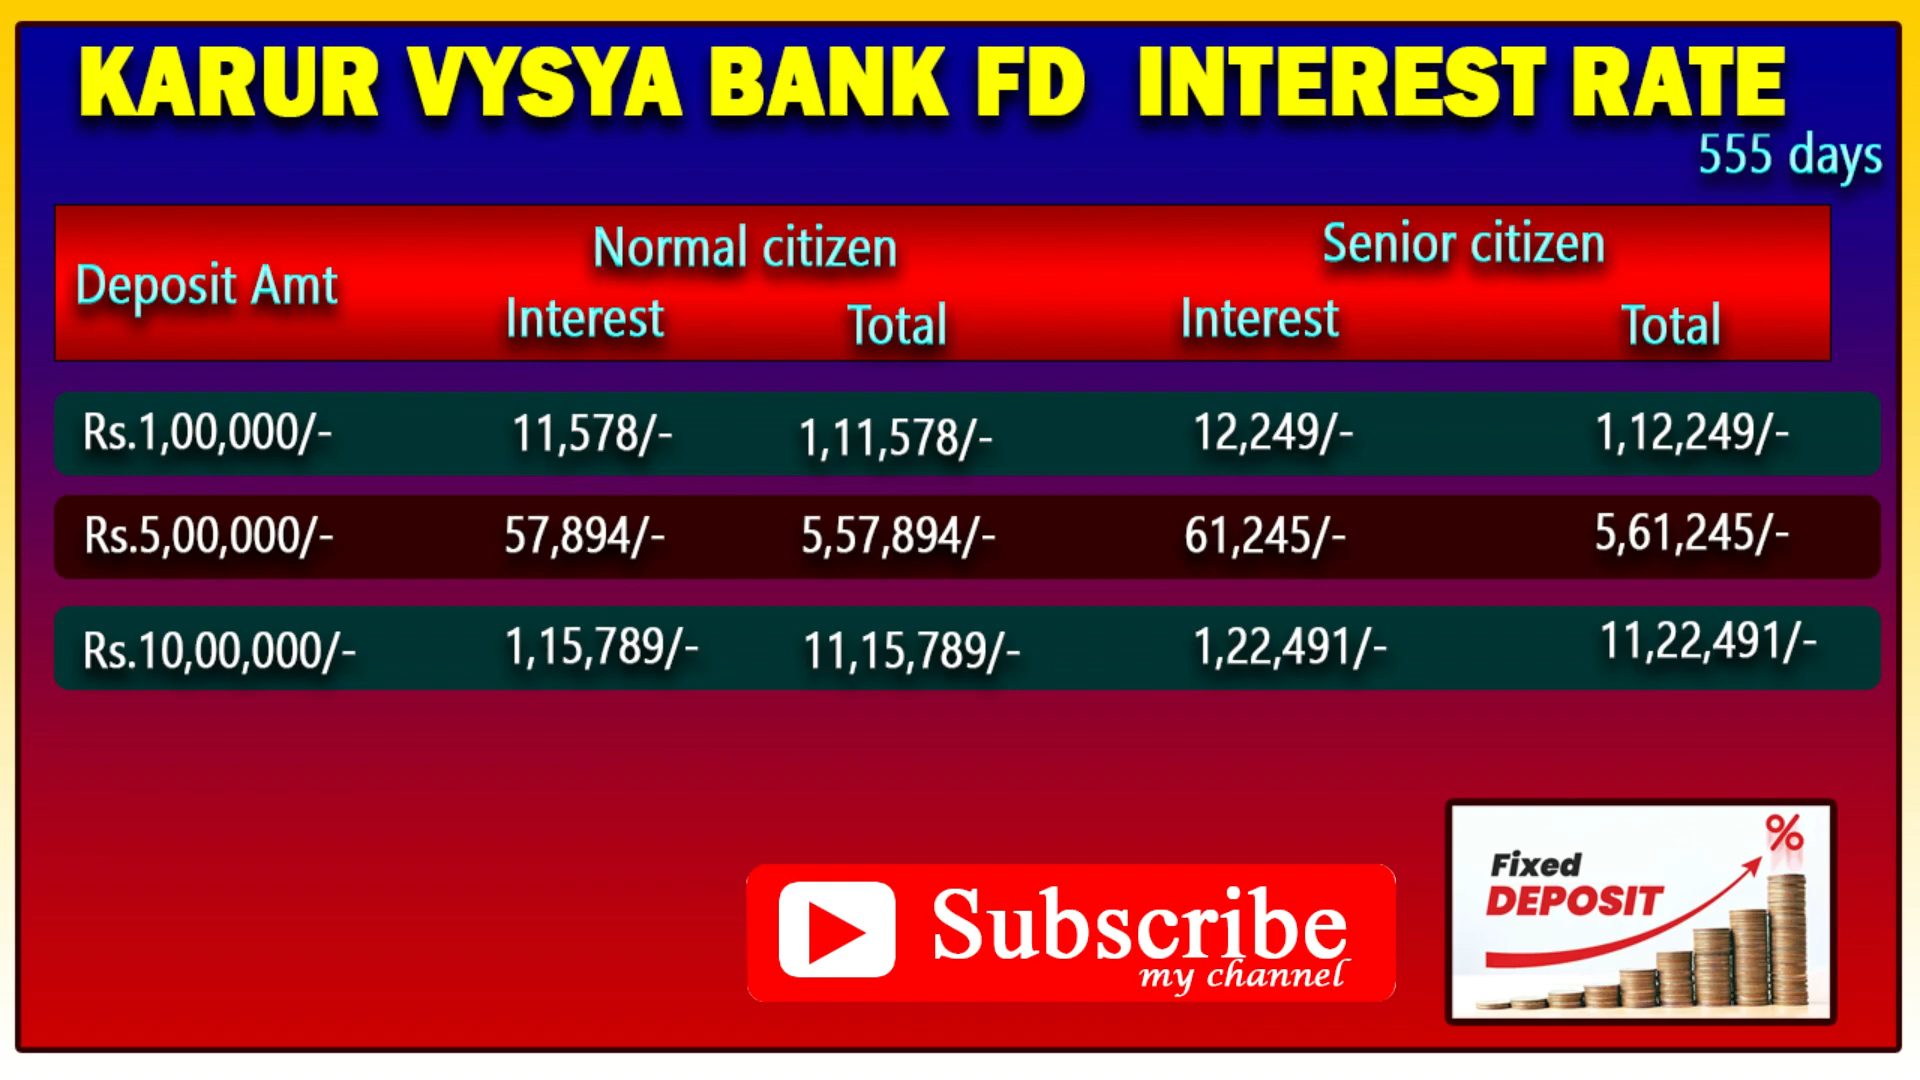 KARUR VYSYA BANK FD INTEREST RATE
555 days
Deposit Amt
Normal citizen
Senior citizen
Interest Total Interest Total
Rs.1,00,000/- 11,578/- 1,11,578/- 12,249/- 1,12,249/-
Rs.5,00,000/- 57,894/- 5,57,894/- 61,245/- 5,61,245/-
Rs.10,00,000/- 1,15,789/- 11,15,789/- 1,22,491/- 11,22,491/-
%
Fixed
DEPOSIT
Subscribe
my channel